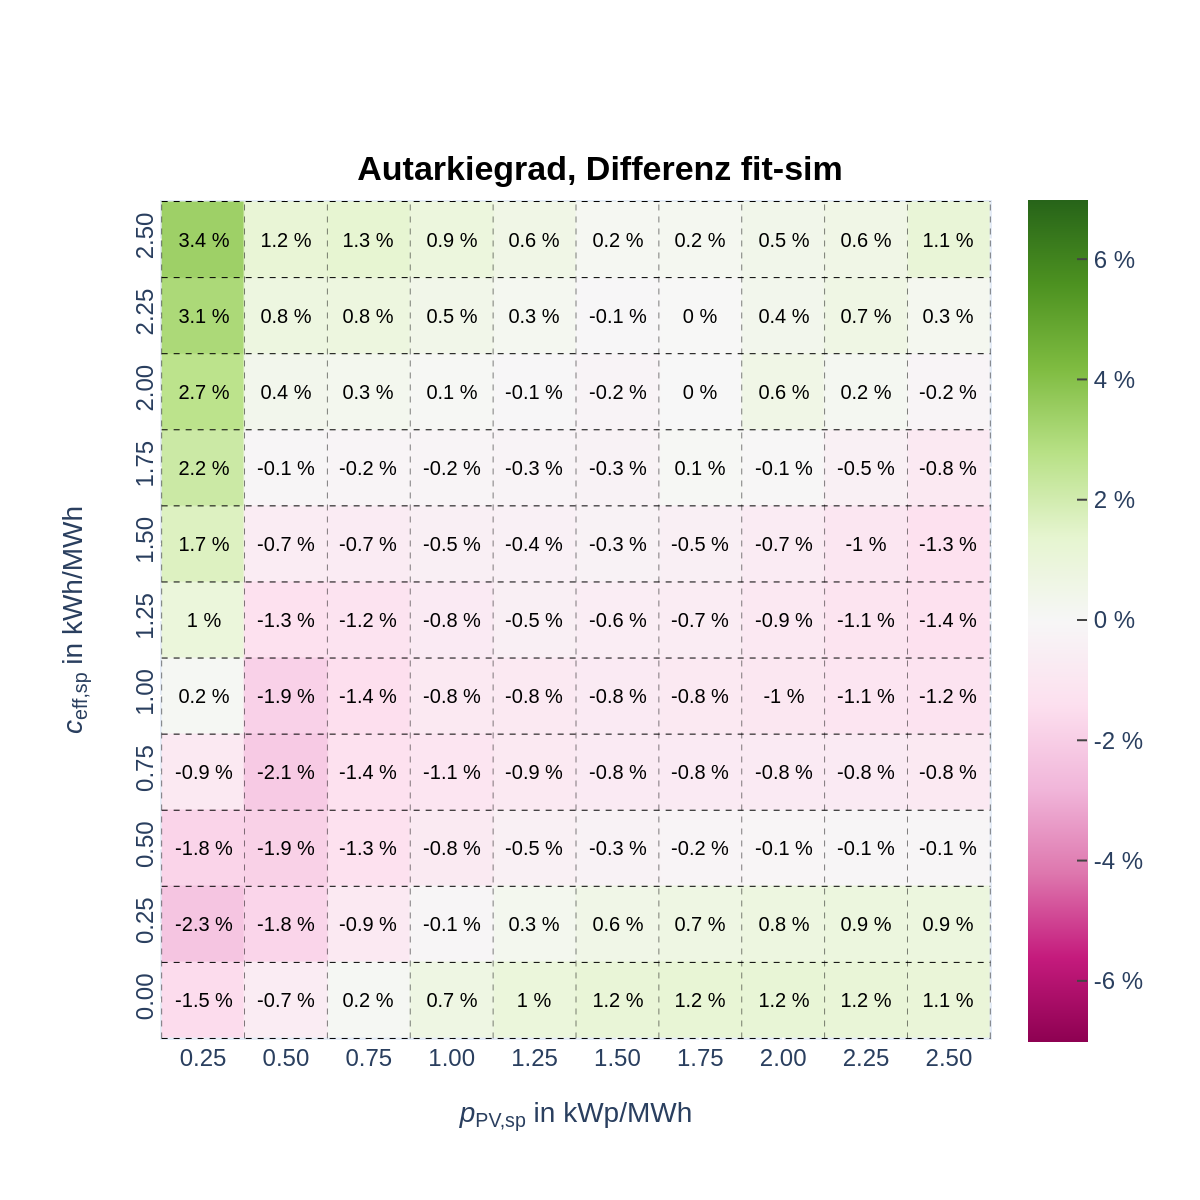 Autarkiegrad, Differenz fit-sim
2.50 3.4 % 1.2 % 1.3 % 0.9 % 0.6 % 0.2 % 0.2 % 0.5 % 0.6 % 1.1 %
2.25 3.1 % 0.8 % 0.8 % 0.5 % 0.3 % -0.1 % 0 % 0.4 % 0.7 % 0.3 %
2.00 2.7 % 0.4 % 0.3 % 0.1 % -0.1 % -0.2 % 0 % 0.6 % 0.2 % -0.2 %
1.75 2.2 % -0.1 % -0.2 % -0.2 % -0.3 % -0.3 % 0.1 % -0.1 % -0.5 % -0.8 %
1.50 1.7 % -0.7 % -0.7 % -0.5 % -0.4 % -0.3 % -0.5 % -0.7 % -1 % -1.3 %
1.25 1 % -1.3 % -1.2 % -0.8 % -0.5 % -0.6 % -0.7 % -0.9 % -1.1 % -1.4 %
1.00 0.2 % -1.9 % -1.4 % -0.8 % -0.8 % -0.8 % -0.8 % -1 % -1.1 % -1.2 %
0.75 -0.9 % -2.1 % -1.4 % -1.1 % -0.9 % -0.8 % -0.8 % -0.8 % -0.8 % -0.8 %
0.50 -1.8 % -1.9 % -1.3 % -0.8 % -0.5 % -0.3 % -0.2 % -0.1 % -0.1 % -0.1 %
0.25 -2.3 % -1.8 % -0.9 % -0.1 % 0.3 % 0.6 % 0.7 % 0.8 % 0.9 % 0.9 %
0.00 -1.5 % -0.7 % 0.2 % 0.7 % 1 % 1.2 % 1.2 % 1.2 % 1.2 % 1.1 %
0.25 0.50 0.75 1.00 1.25 1.50 1.75 2.00 2.25 2.50
pPV,sp in kWp/MWh
ceff,sp in kWh/MWh
6 %
4 %
2 %
0 %
-2 %
-4 %
-6 %